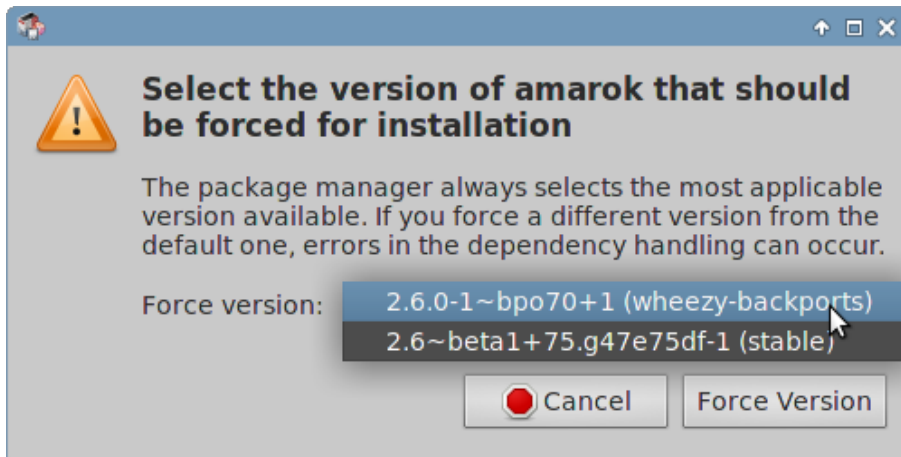 Select the version of amarok that should
be forced for installation
The package manager always selects the most applicable
version available. If you force a different version from the
default one, errors in the dependency handling can occur.
Force version: 2.6.0-1~bpo70+1 (wheezy-backports)
2.6~beta1+75.g47e75df-1 (stable)
Cancel Force Version